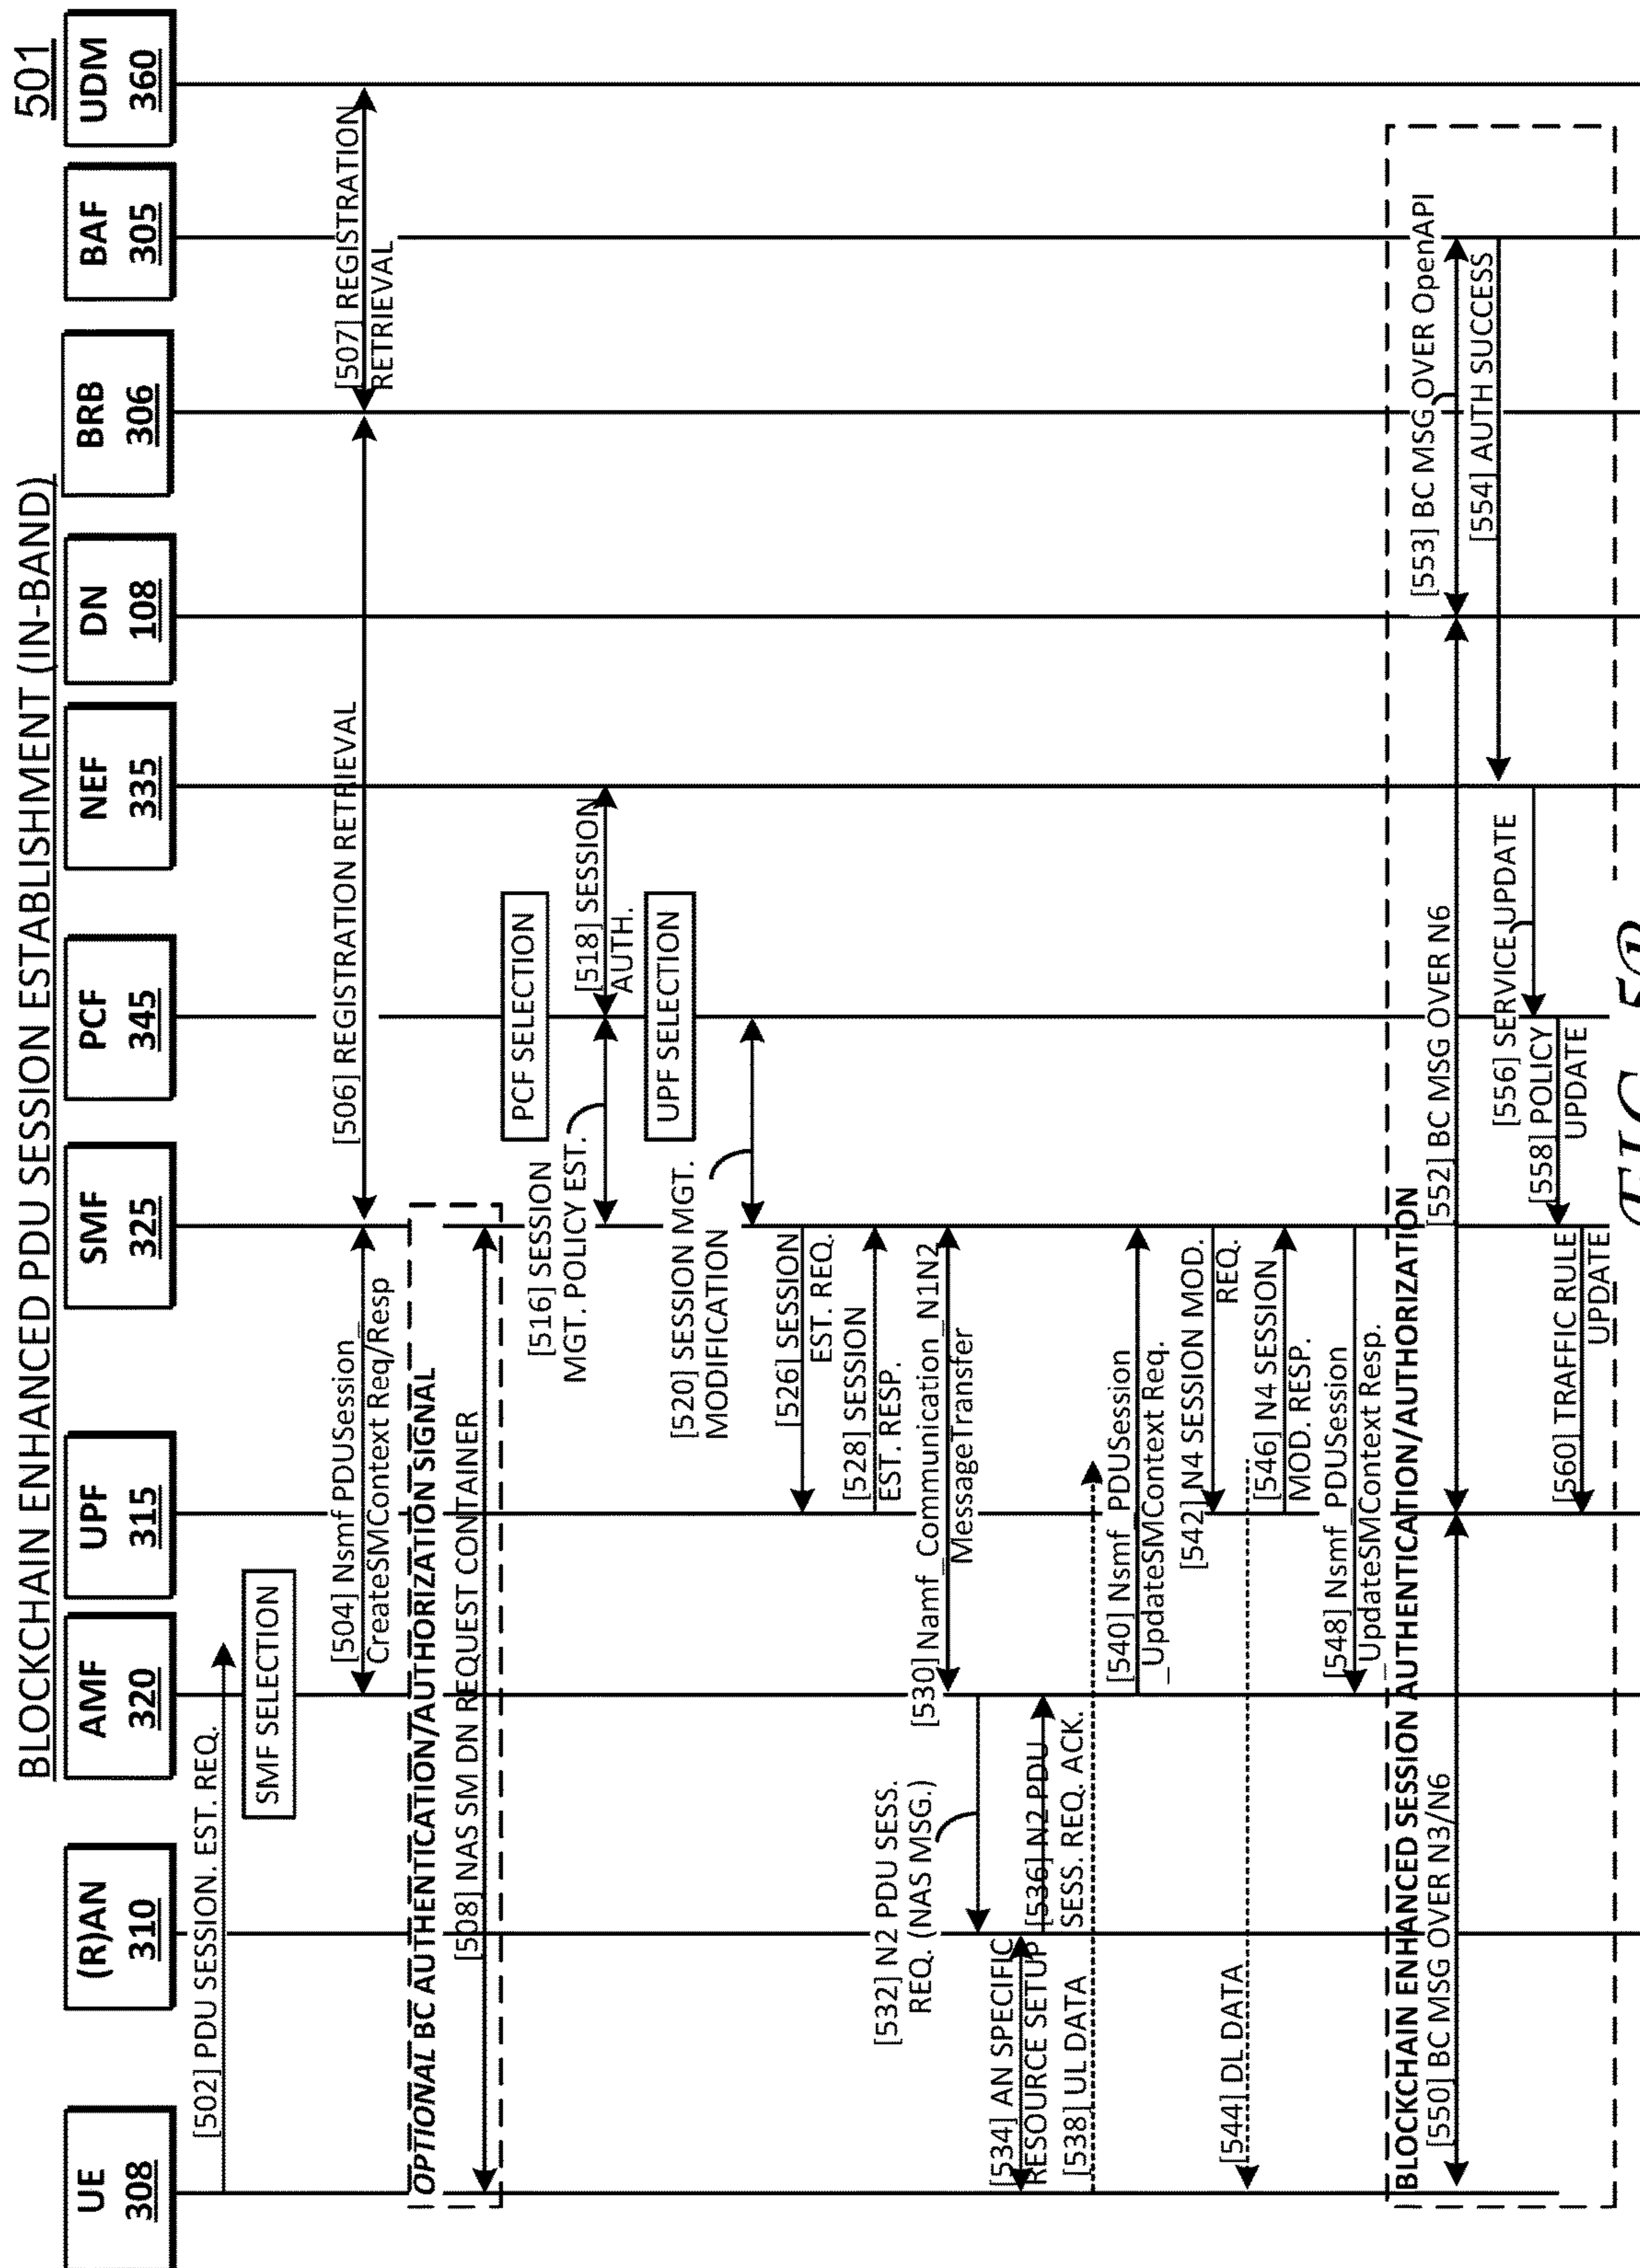 BLOCKCHAIN ENHANCED PDU SESSION ESTABLISHMENT (IN-BAND)
501
UE
308
(R)AN
310
AMF
320
UPF
315
SMF
325
PCF
345
NEF
335
DN
108
BRB
306
BAF
305
UDM
360
[502] PDU SESSION. EST. REQ.
SMF SELECTION
[504] Nsmf PDUSession_
CreateSMContext Req/Resp
[506] REGISTRATION RETRIEVAL
[507] REGISTRATION
RETRIEVAL
OPTIONAL BC AUTHENTICATION/AUTHORIZATION SIGNAL
[508] NAS SM DN REQUEST CONTAINER
PCF SELECTION
[516] SESSION
MGT. POLICY EST.
[518] SESSION
AUTH.
UPF SELECTION
[520] SESSION MGT.
MODIFICATION
[526] SESSION
EST. REQ.
[528] SESSION
EST. RESP.
[530] Namf_Communication_N1N2
MessageTransfer
[532] N2 PDU SESS.
REQ. (NAS MSG.)
[534] AN SPECIFIC
RESOURCE SETUP
[536] N2 PDU
SESS. REQ. ACK.
[538] UL DATA
[540] Nsmf_PDUSession
_UpdateSMContext Req.
[542] N4 SESSION MOD.
REQ.
[544] DL DATA
[546] N4 SESSION
MOD. RESP.
[548] Nsmf_PDUSession
_UpdateSMContext Resp.
BLOCKCHAIN ENHANCED SESSION AUTHENTICATION/AUTHORIZATION
[550] BC MSG OVER N3/N6
[552] BC MSG OVER N6
[553] BC MSG OVER OpenAPI
[554] AUTH SUCCESS
[556] SERVICE UPDATE
[558] POLICY
UPDATE
[560] TRAFFIC RULE
UPDATE